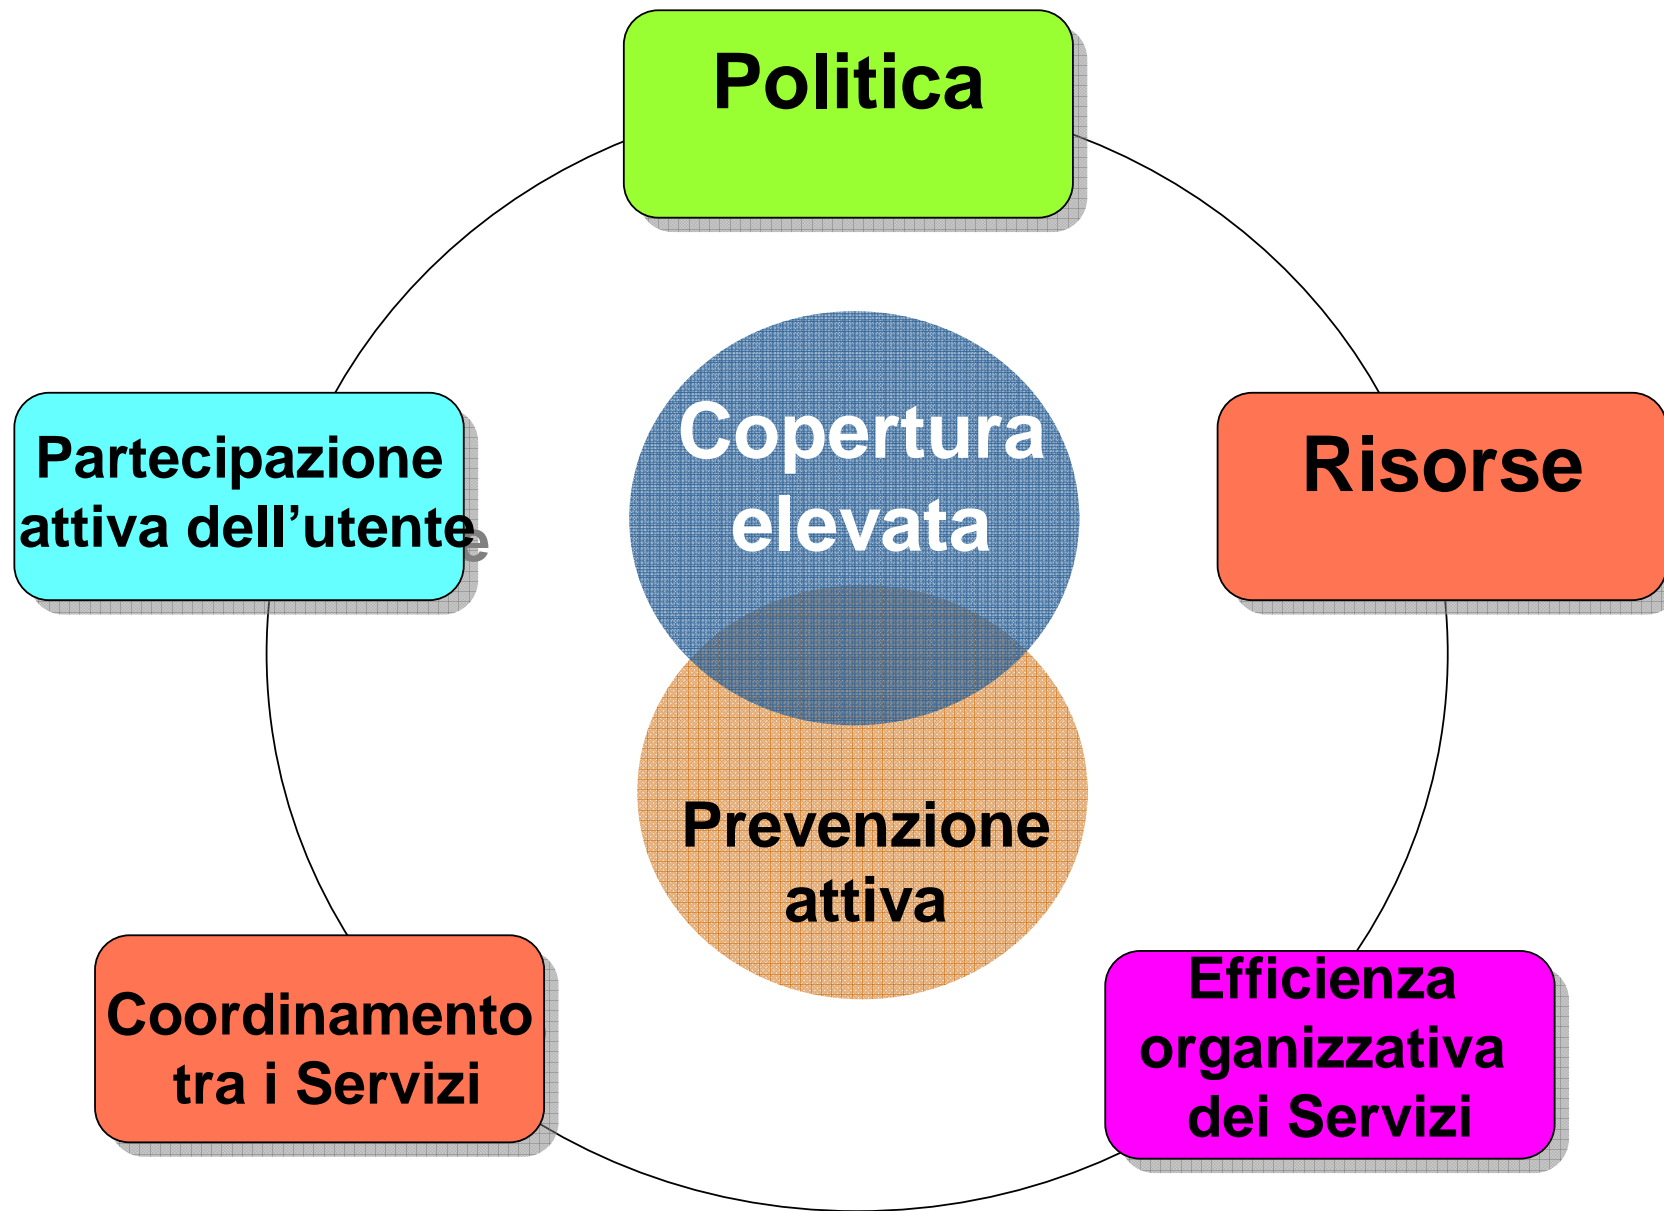 Politica
Partecipazione
attiva dell’utente
Copertura
elevata
Risorse
Prevenzione
attiva
Coordinamento
tra i Servizi
Efficienza
organizzativa
dei Servizi